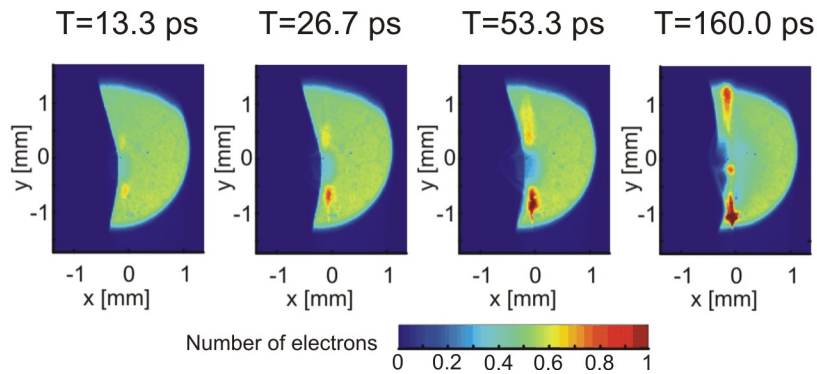 T=13.3 ps T=26.7 ps T=53.3 ps T=160.0 ps
1 1 1 1
y [mm] y [mm] y [mm] y [mm]
0 0 0 0
-1 -1 -1 -1
-1 0 1 -1 0 1 -1 0 1 -1 0 1
x [mm] x [mm] x [mm] x [mm]
Number of electrons
0 0.2 0.4 0.6 0.8 1